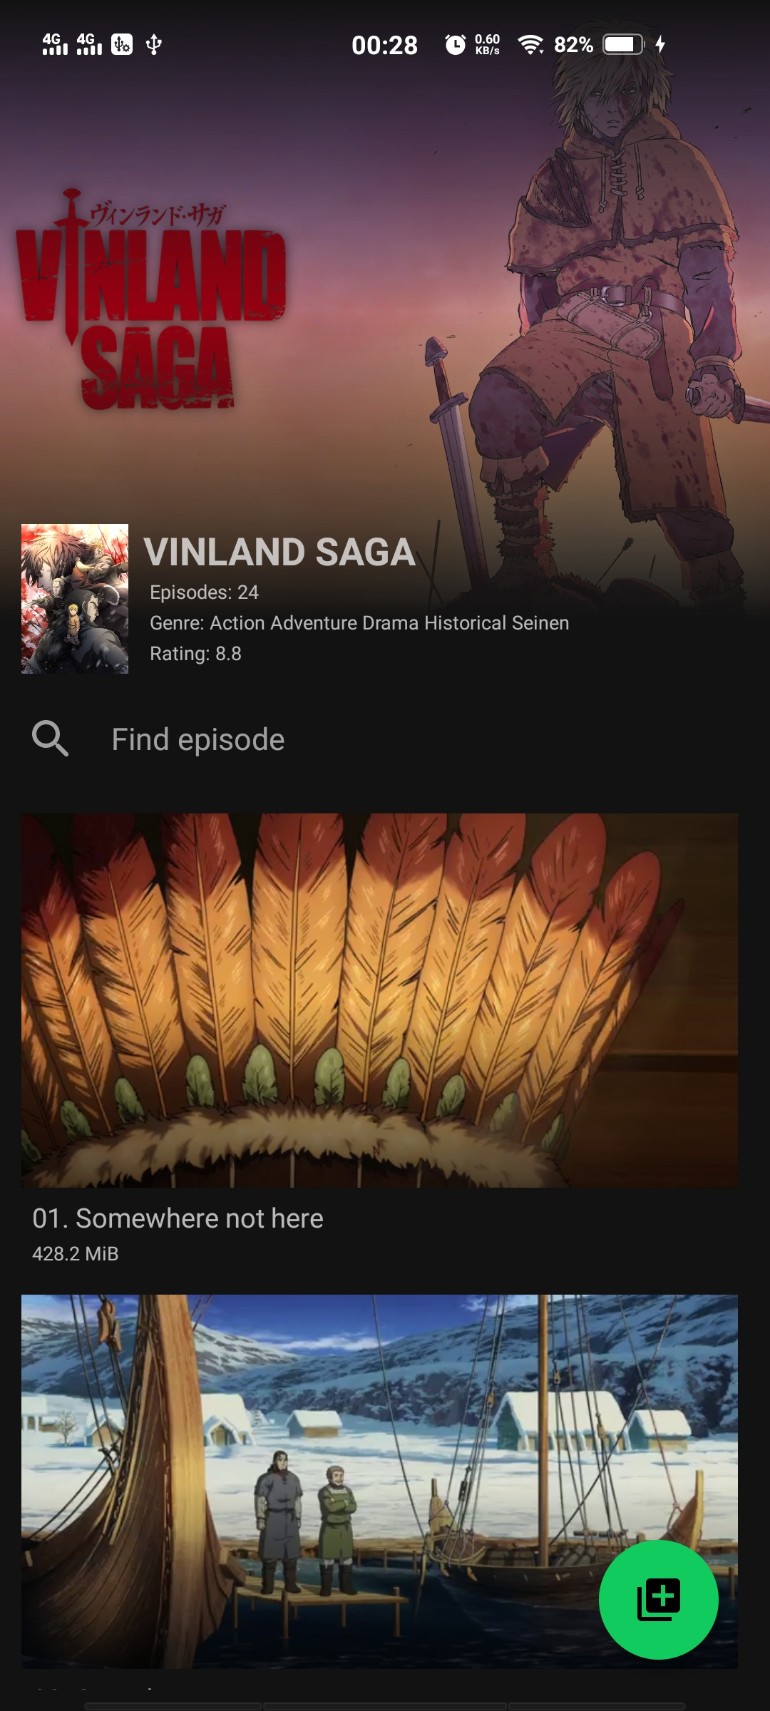 4G 4G 00:28 0.60 KB/s 82%
ヴィンランド・サガ
VINLAND
SAGA
VINLAND SAGA
Episodes: 24
Genre: Action Adventure Drama Historical Seinen
Rating: 8.8
Find episode
01. Somewhere not here
428.2 MiB